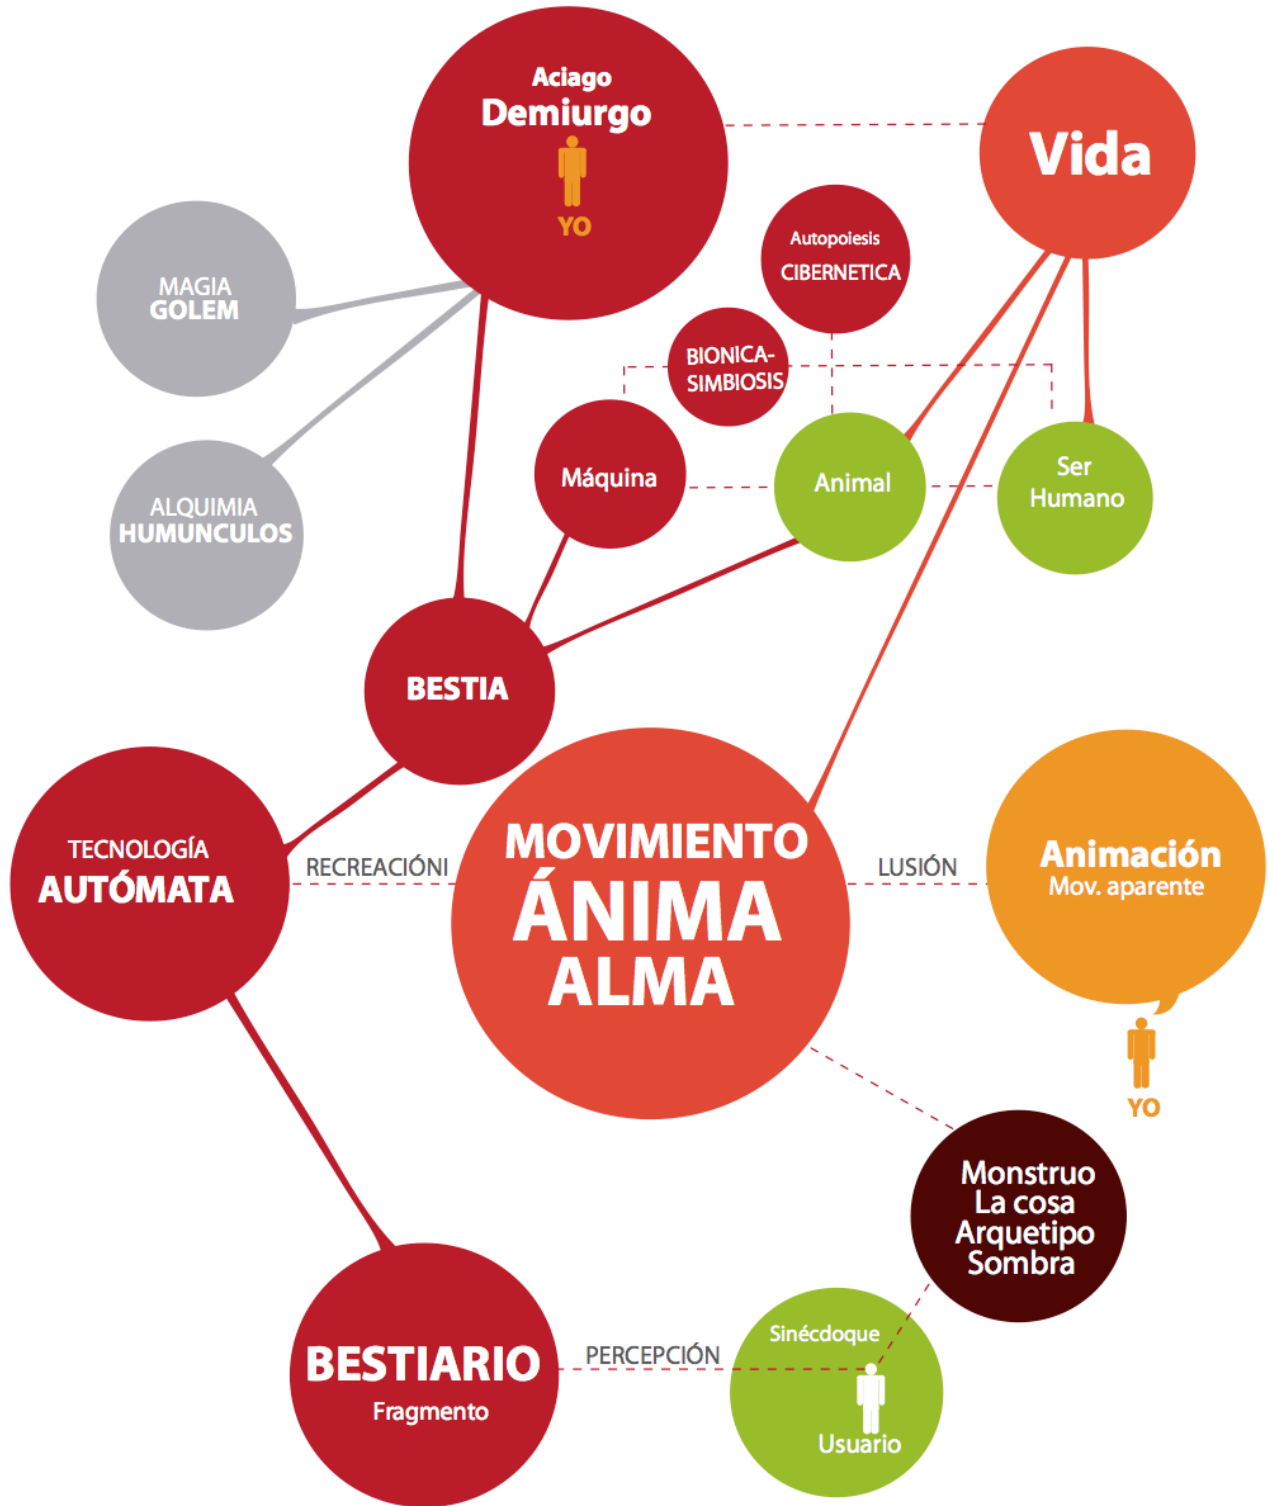 Aciago
Demiurgo
YO
Vida
Autopoiesis
CIBERNETICA
MAGIA
GOLEM
BIONICA-
SIMBIOSIS
Máquina
Animal
Ser
Humano
ALQUIMIA
HUMUNCULOS
BESTIA
TECNOLOGÍA
AUTÓMATA
RECREACIÓNI
MOVIMIENTO
ÁNIMA
ALMA
LUSIÓN
Animación
Mov. aparente
YO
Monstruo
La cosa
Arquetipo
Sombra
BESTIARIO
Fragmento
PERCEPCIÓN
Sinécdoque
Usuario